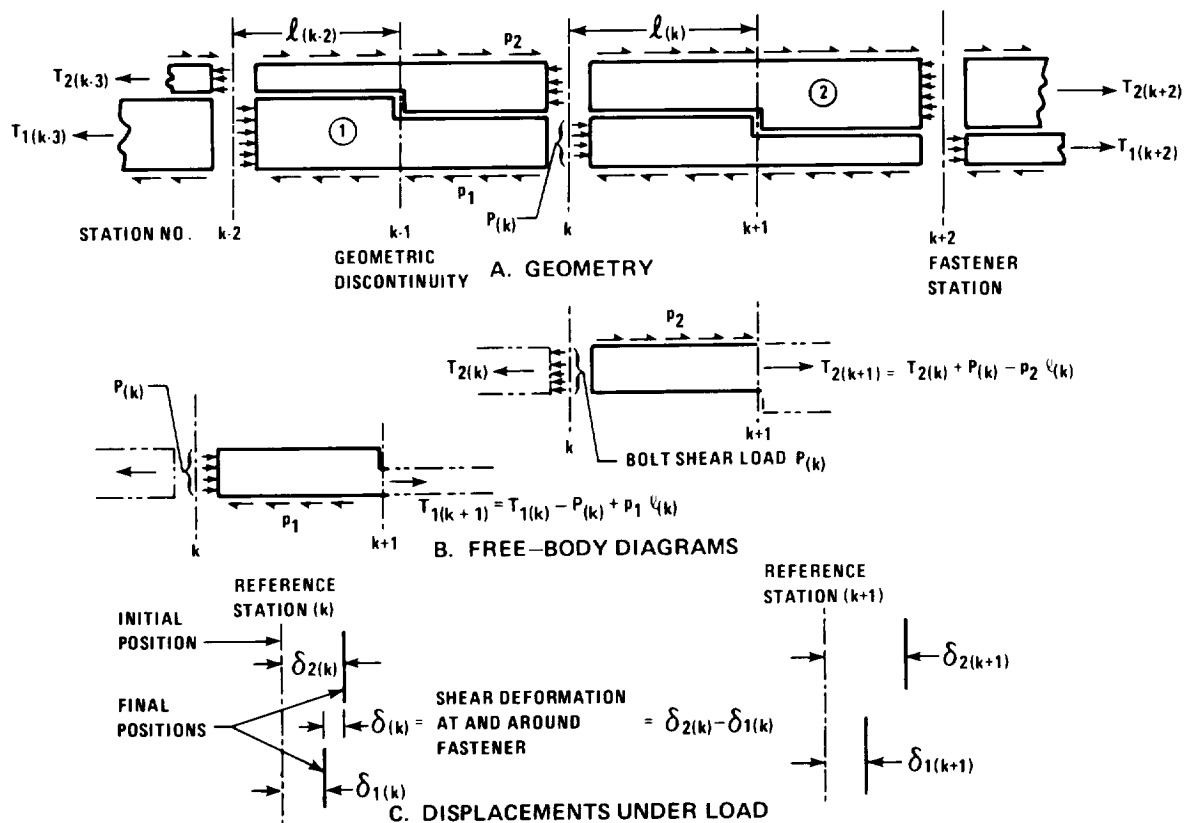 ℓ(k-2)
p2
ℓ(k)
T2(k-3)
T2(k+2)
T1(k-3)
T1(k+2)
1
2
p1
P(k)
STATION NO.
k-2
k-1
k
k+1
k+2
GEOMETRIC
DISCONTINUITY
A. GEOMETRY
FASTENER
STATION
p2
T2(k)
T2(k+1) = T2(k) + P(k) - p2 ℓ(k)
P(k)
k
k+1
BOLT SHEAR LOAD P(k)
p1
T1(k + 1) = T1(k) - P(k) + p1 ℓ(k)
k
k+1
B. FREE-BODY DIAGRAMS
REFERENCE
STATION (k)
REFERENCE
STATION (k+1)
INITIAL
POSITION
δ2(k)
δ2(k+1)
FINAL
POSITIONS
δ(k) = SHEAR DEFORMATION AT AND AROUND FASTENER = δ2(k) - δ1(k)
δ1(k)
δ1(k+1)
C. DISPLACEMENTS UNDER LOAD